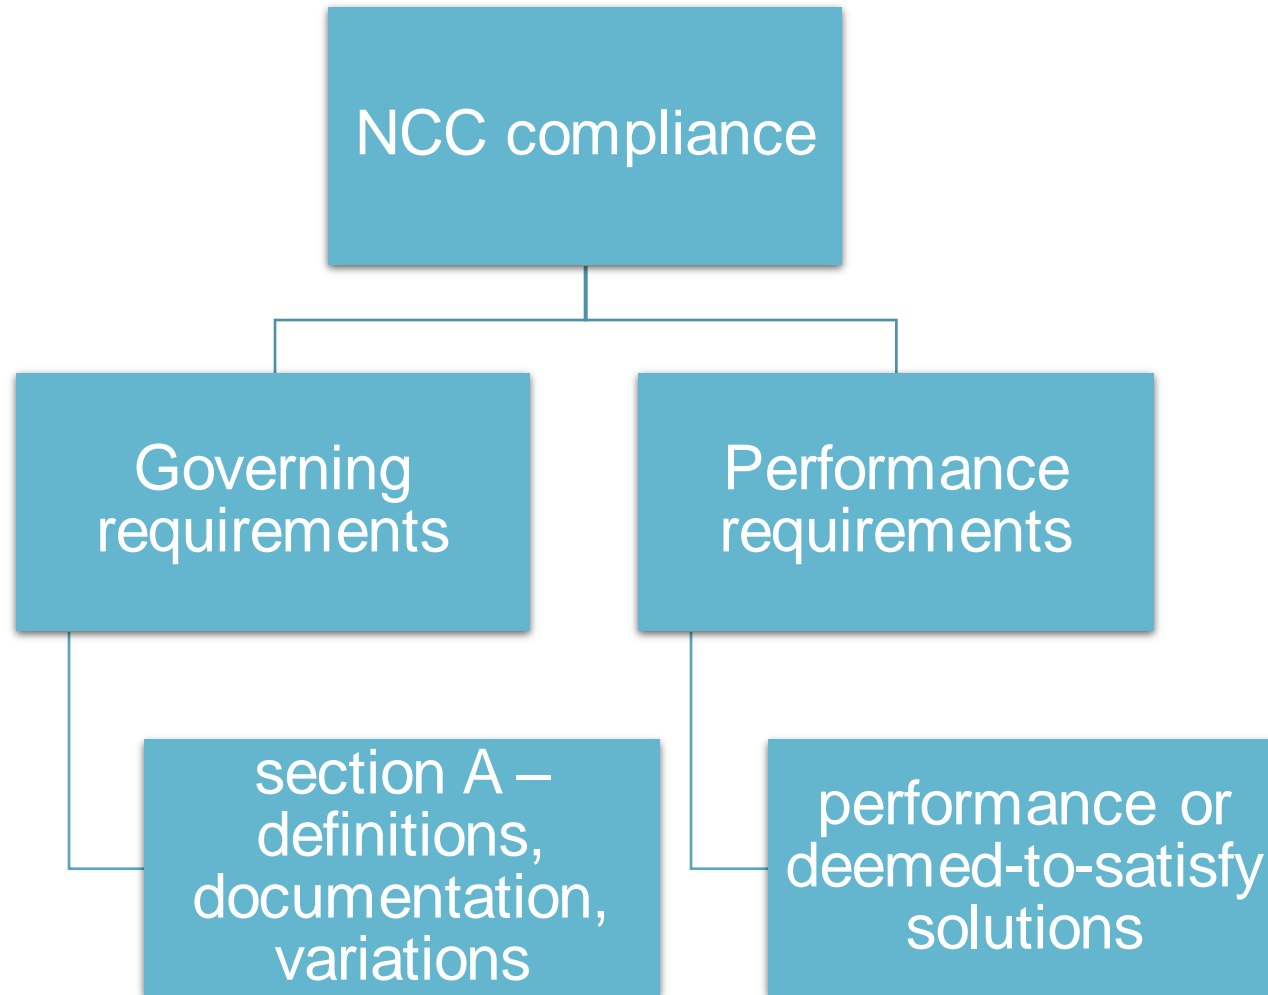 NCC compliance
Governing
requirements
Performance
requirements
section A –
definitions,
documentation,
variations
performance or
deemed-to-satisfy
solutions